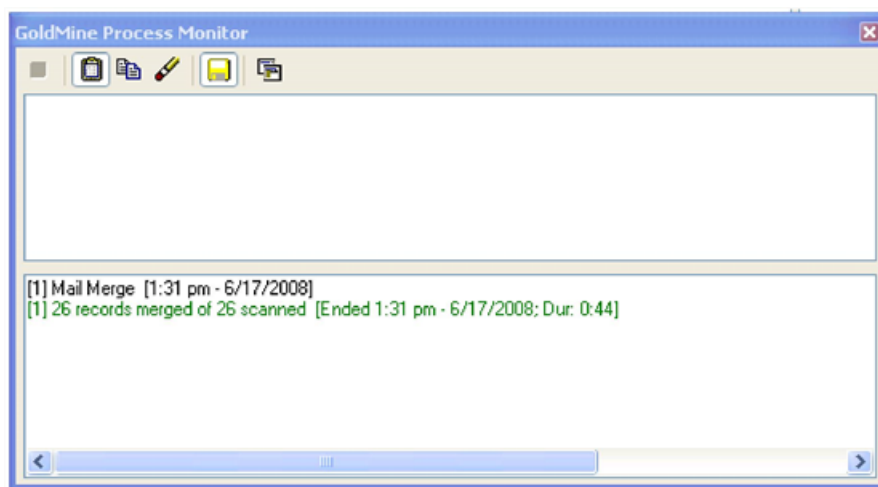 GoldMine Process Monitor
[1] Mail Merge [1:31 pm - 6/17/2008]
[1] 26 records merged of 26 scanned [Ended 1:31 pm - 6/17/2008; Dur: 0:44]